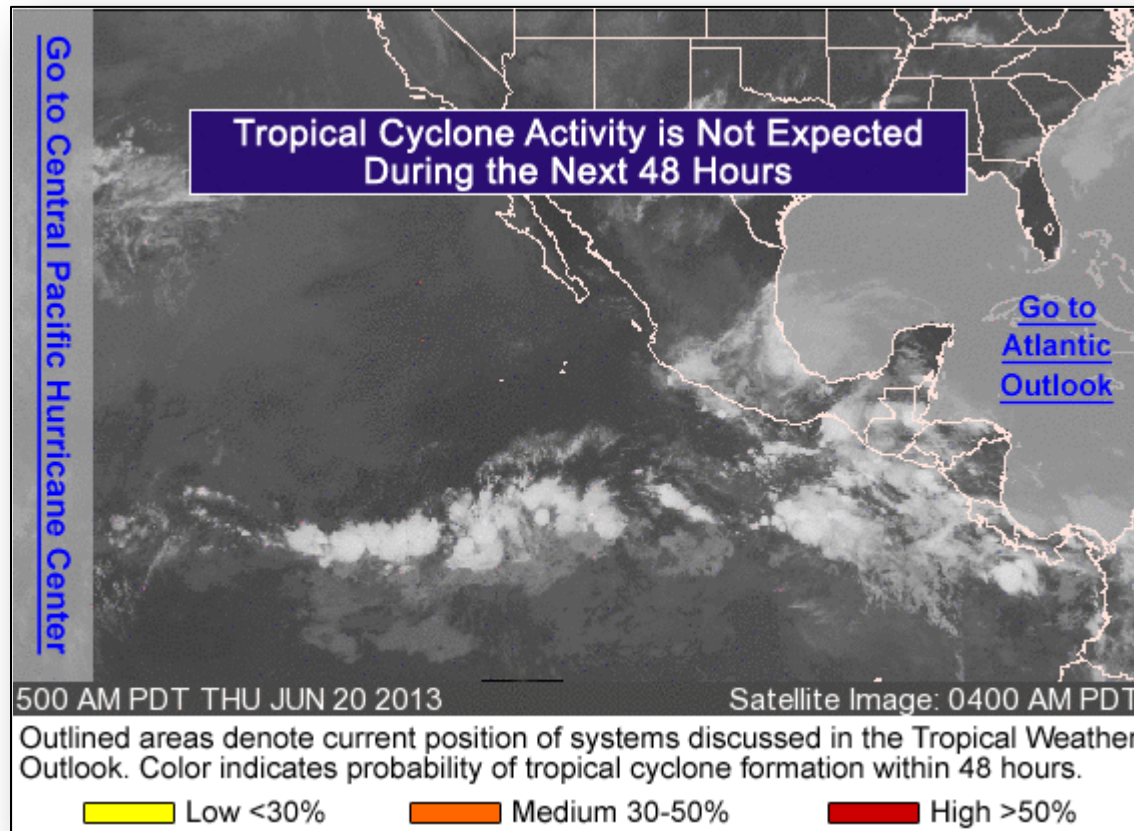 Go to Central Pacific Hurricane Center
Tropical Cyclone Activity is Not Expected
During the Next 48 Hours
Go to
Atlantic
Outlook
500 AM PDT THU JUN 20 2013
Satellite Image: 0400 AM PDT
Outlined areas denote current position of systems discussed in the Tropical Weather
Outlook. Color indicates probability of tropical cyclone formation within 48 hours.
Low <30%
Medium 30-50%
High >50%